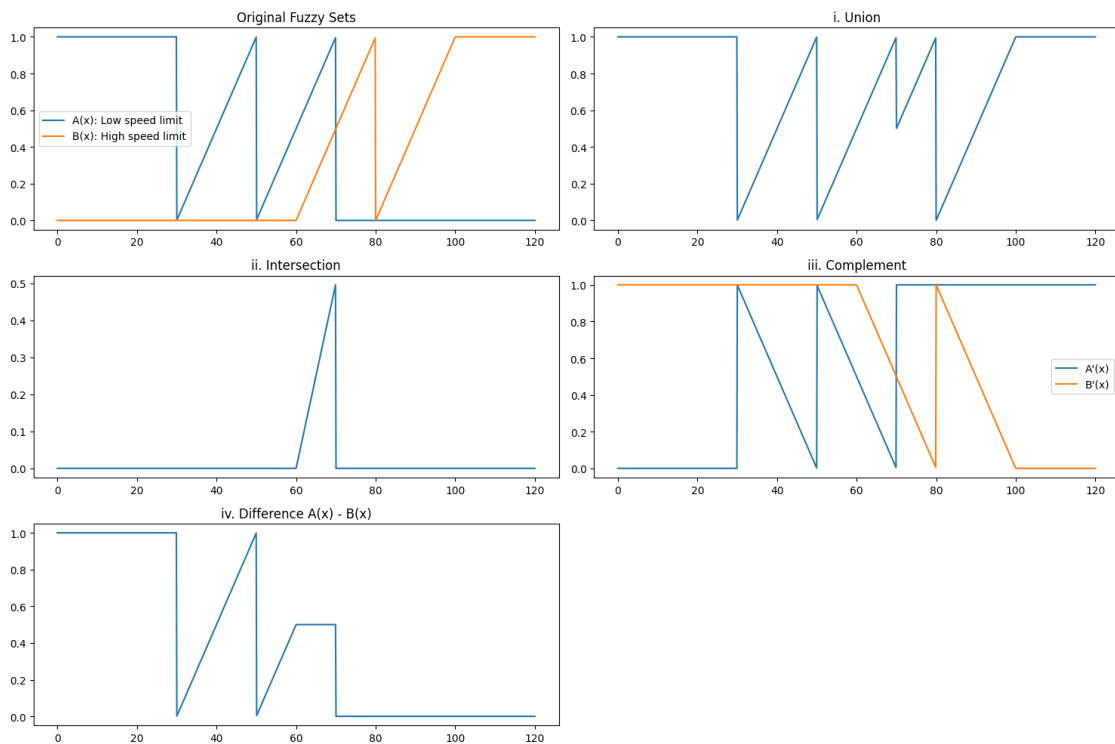 Original Fuzzy Sets
1.0
0.8
0.6
0.4
0.2
0.0
A(x): Low speed limit
B(x): High speed limit
0 20 40 60 80 100 120
i. Union
1.0
0.8
0.6
0.4
0.2
0.0
0 20 40 60 80 100 120
ii. Intersection
0.5
0.4
0.3
0.2
0.1
0.0
0 20 40 60 80 100 120
iii. Complement
1.0
0.8
0.6
0.4
0.2
0.0
A'(x)
B'(x)
0 20 40 60 80 100 120
iv. Difference A(x) - B(x)
1.0
0.8
0.6
0.4
0.2
0.0
0 20 40 60 80 100 120